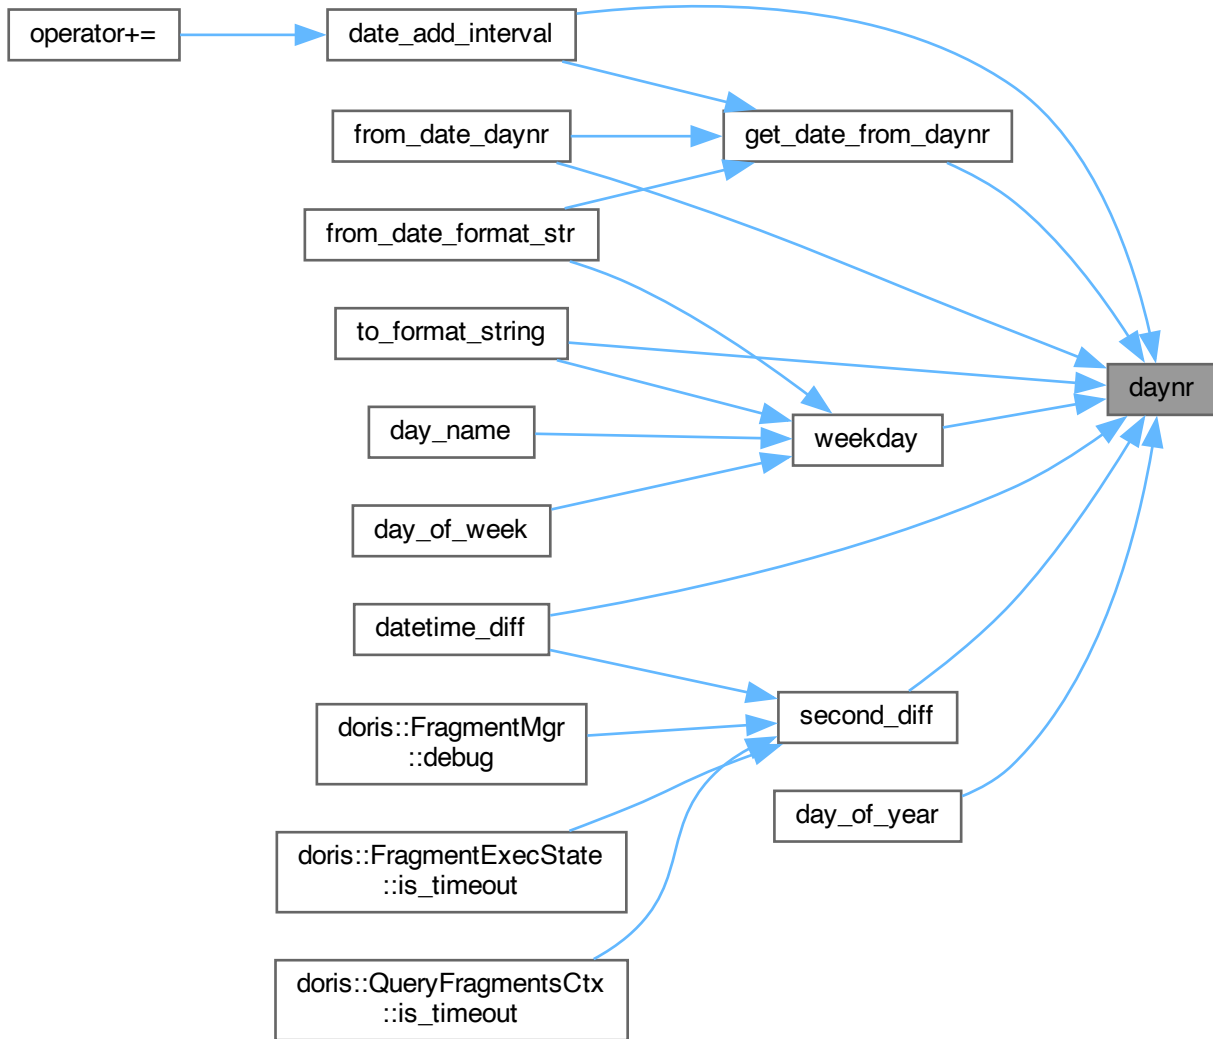 operator+=
date_add_interval
from_date_daynr
get_date_from_daynr
from_date_format_str
to_format_string
daynr
day_name
weekday
day_of_week
datetime_diff
doris::FragmentMgr
::debug
second_diff
day_of_year
doris::FragmentExecState
::is_timeout
doris::QueryFragmentsCtx
::is_timeout